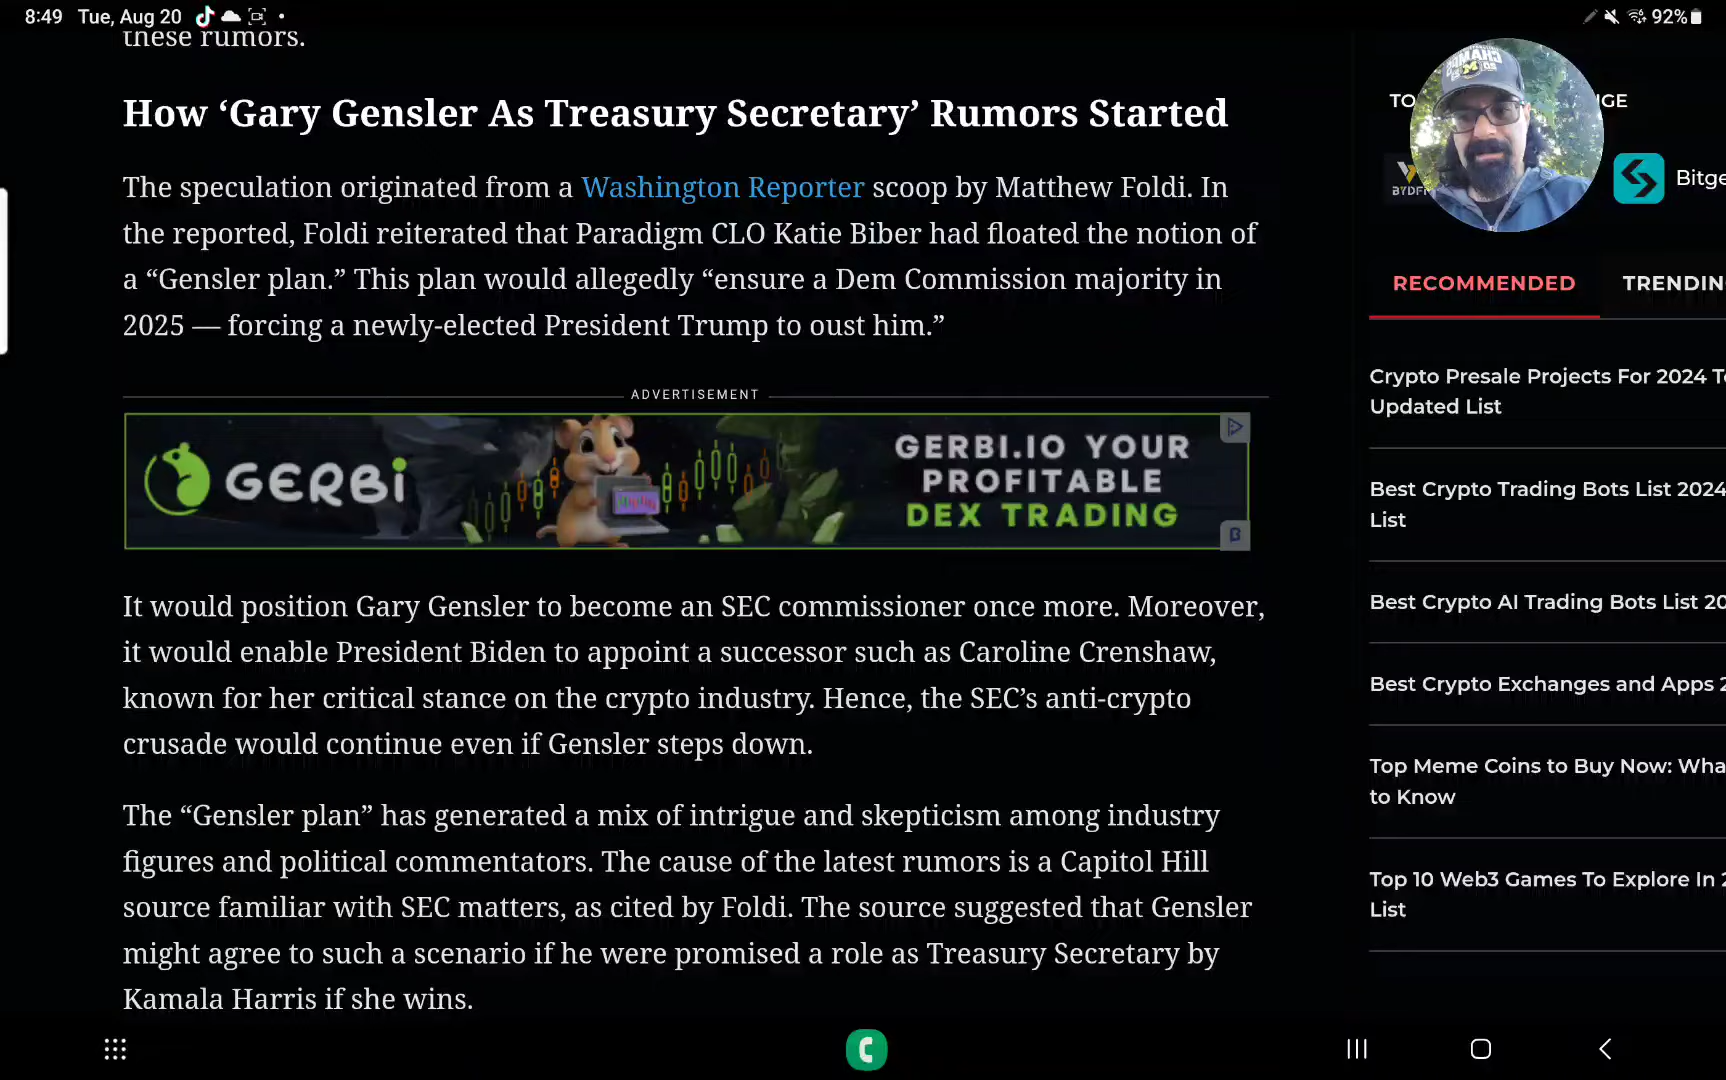 8:49 Tue, Aug 20
92%
these rumors.
How ‘Gary Gensler As Treasury Secretary’ Rumors Started
The speculation originated from a Washington Reporter scoop by Matthew Foldi. In
the reported, Foldi reiterated that Paradigm CLO Katie Biber had floated the notion of
a “Gensler plan.” This plan would allegedly “ensure a Dem Commission majority in
2025 — forcing a newly-elected President Trump to oust him.”
ADVERTISEMENT
GERBi
GERBI.IO YOUR
PROFITABLE
DEX TRADING
It would position Gary Gensler to become an SEC commissioner once more. Moreover,
it would enable President Biden to appoint a successor such as Caroline Crenshaw,
known for her critical stance on the crypto industry. Hence, the SEC’s anti-crypto
crusade would continue even if Gensler steps down.
The “Gensler plan” has generated a mix of intrigue and skepticism among industry
figures and political commentators. The cause of the latest rumors is a Capitol Hill
source familiar with SEC matters, as cited by Foldi. The source suggested that Gensler
might agree to such a scenario if he were promised a role as Treasury Secretary by
Kamala Harris if she wins.
RECOMMENDED
Crypto Presale Projects For 2024
Updated List
Best Crypto Trading Bots List 2024
List
Best Crypto AI Trading Bots List
Best Crypto Exchanges and Apps
Top Meme Coins to Buy Now:
to Know
Top 10 Web3 Games To Explore In
List